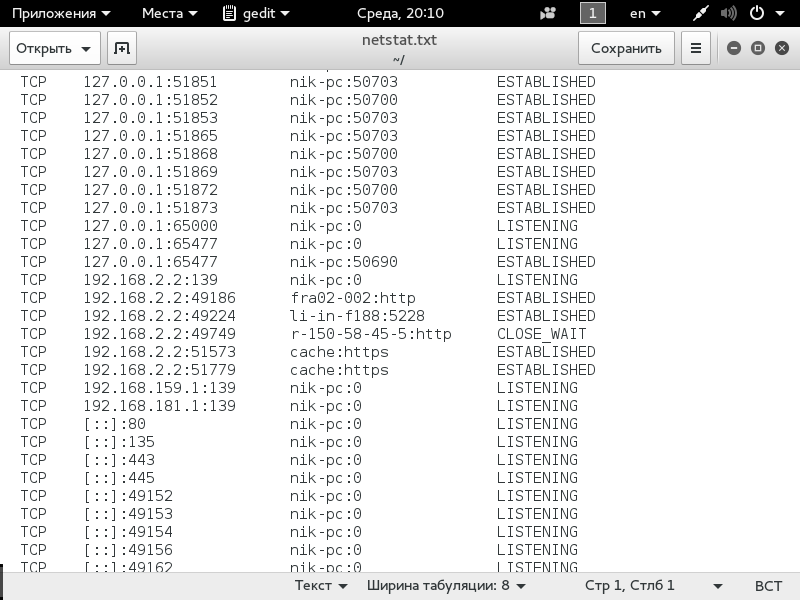 Приложения Места gedit Среда, 20:10 1 en
Открыть netstat.txt Сохранить
~/
TCP 127.0.0.1:51851 nik-pc:50703 ESTABLISHED
TCP 127.0.0.1:51852 nik-pc:50700 ESTABLISHED
TCP 127.0.0.1:51853 nik-pc:50703 ESTABLISHED
TCP 127.0.0.1:51865 nik-pc:50703 ESTABLISHED
TCP 127.0.0.1:51868 nik-pc:50700 ESTABLISHED
TCP 127.0.0.1:51869 nik-pc:50703 ESTABLISHED
TCP 127.0.0.1:51872 nik-pc:50700 ESTABLISHED
TCP 127.0.0.1:51873 nik-pc:50703 ESTABLISHED
TCP 127.0.0.1:65000 nik-pc:0 LISTENING
TCP 127.0.0.1:65477 nik-pc:0 LISTENING
TCP 127.0.0.1:65477 nik-pc:50690 ESTABLISHED
TCP 192.168.2.2:139 nik-pc:0 LISTENING
TCP 192.168.2.2:49186 fra02-002:http ESTABLISHED
TCP 192.168.2.2:49224 li-in-f188:5228 ESTABLISHED
TCP 192.168.2.2:49749 r-150-58-45-5:http CLOSE_WAIT
TCP 192.168.2.2:51573 cache:https ESTABLISHED
TCP 192.168.2.2:51779 cache:https ESTABLISHED
TCP 192.168.159.1:139 nik-pc:0 LISTENING
TCP 192.168.181.1:139 nik-pc:0 LISTENING
TCP [::]:80 nik-pc:0 LISTENING
TCP [::]:135 nik-pc:0 LISTENING
TCP [::]:443 nik-pc:0 LISTENING
TCP [::]:445 nik-pc:0 LISTENING
TCP [::]:49152 nik-pc:0 LISTENING
TCP [::]:49153 nik-pc:0 LISTENING
TCP [::]:49154 nik-pc:0 LISTENING
TCP [::]:49156 nik-pc:0 LISTENING
TCP [::]:49162 nik-pc:0 LISTENING
Текст Ширина табуляции: 8 Стр 1, Стлб 1 ВСТ